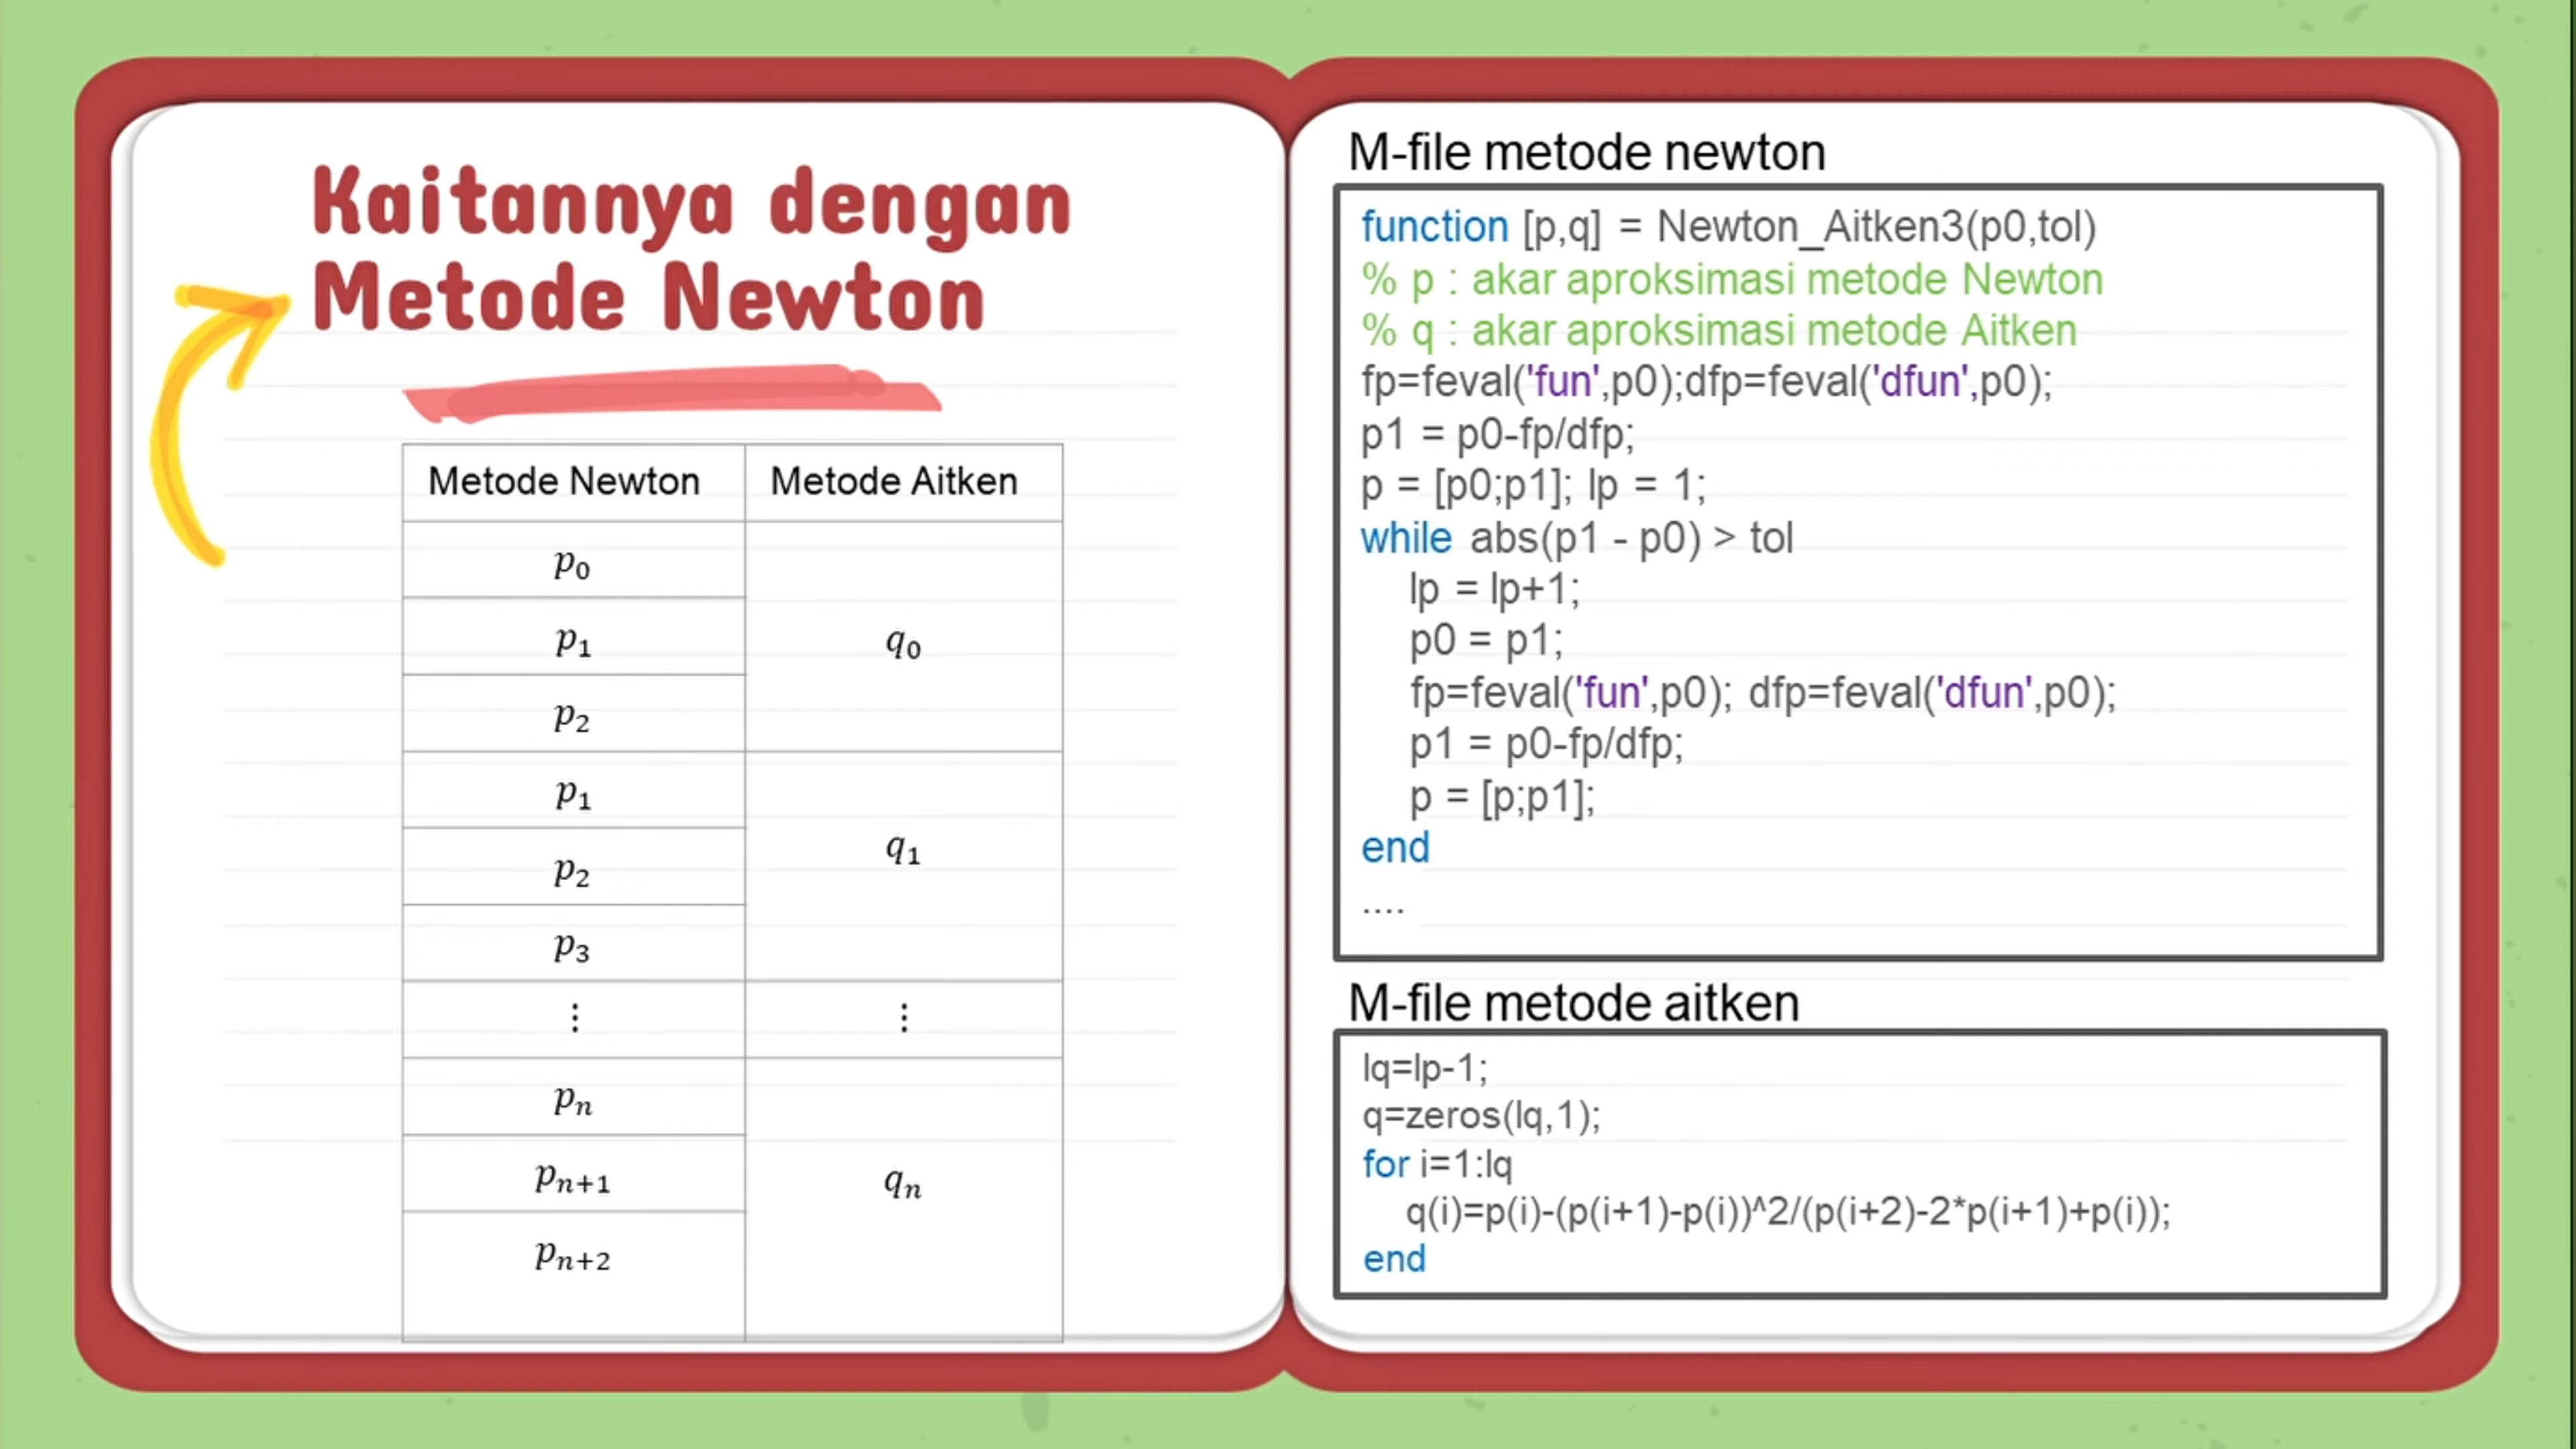 Kaitannya dengan
Metode Newton
Metode Newton Metode Aitken
p₀
p₁
p₂
q₀
p₁
p₂
p₃
q₁
⋮ ⋮
pₙ
pₙ₊₁
pₙ₊₂
qₙ
M-file metode newton
function [p,q] = Newton_Aitken3(p0,tol)
% p : akar aproksimasi metode Newton
% q : akar aproksimasi metode Aitken
fp=feval('fun',p0);dfp=feval('dfun',p0);
p1 = p0-fp/dfp;
p = [p0;p1]; lp = 1;
while abs(p1 - p0) > tol
lp = lp+1;
p0 = p1;
fp=feval('fun',p0); dfp=feval('dfun',p0);
p1 = p0-fp/dfp;
p = [p;p1];
end
....
M-file metode aitken
lq=lp-1;
q=zeros(lq,1);
for i=1:lq
q(i)=p(i)-(p(i+1)-p(i))^2/(p(i+2)-2*p(i+1)+p(i));
end